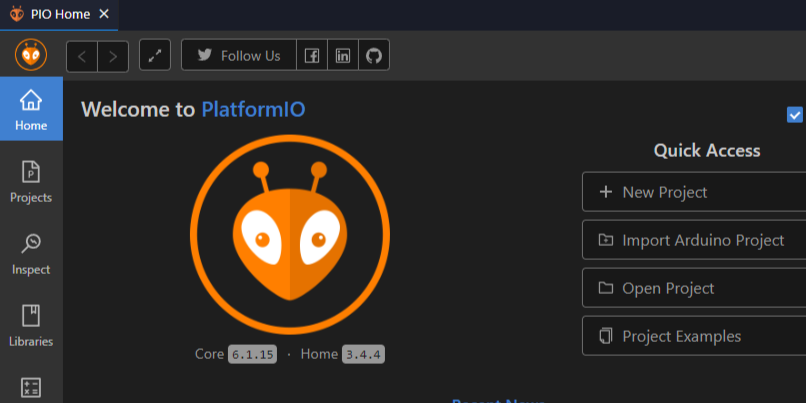 PIO Home
Follow Us
Home
Projects
Inspect
Libraries
Welcome to PlatformIO
Core 6.1.15 · Home 3.4.4
Quick Access
New Project
Import Arduino Project
Open Project
Project Examples